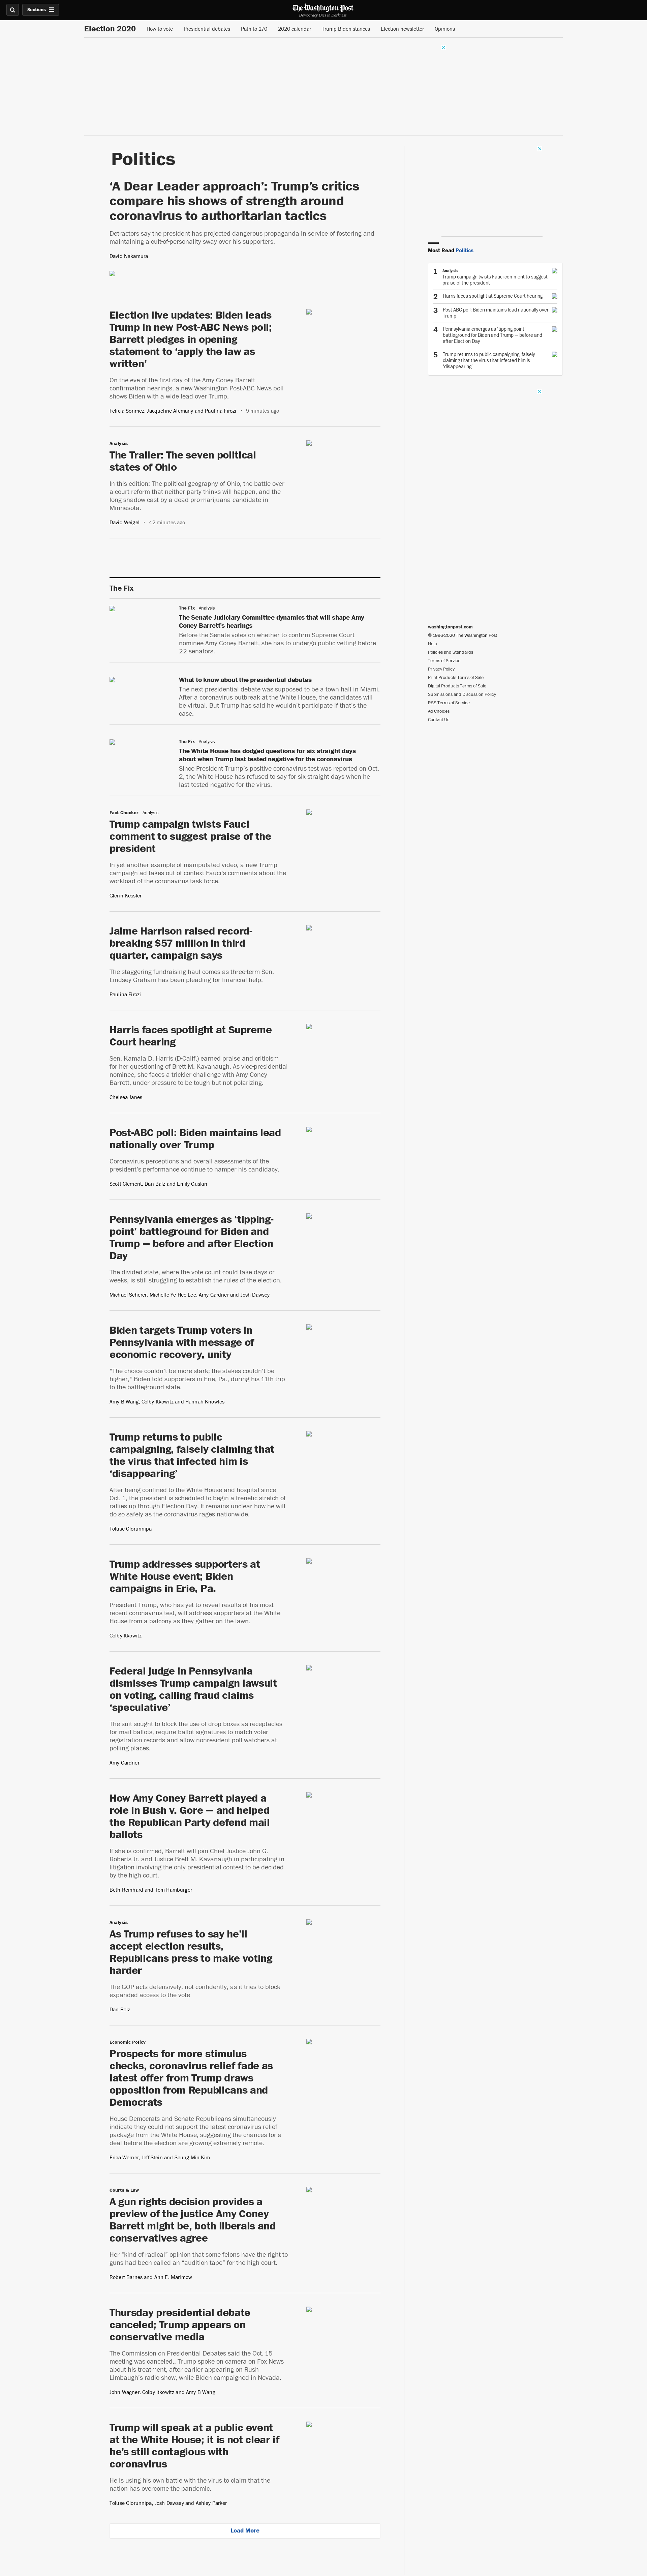 Sections
The Washington Post
Democracy Dies in Darkness
Election 2020
How to vote
Presidential debates
Path to 270
2020 calendar
Trump-Biden stances
Election newsletter
Opinions
Politics
‘A Dear Leader approach’: Trump’s critics
compare his shows of strength around
coronavirus to authoritarian tactics
Detractors say the president has projected dangerous propaganda in service of fostering and
maintaining a cult-of-personality sway over his supporters.
David Nakamura
Election live updates: Biden leads
Trump in new Post-ABC News poll;
Barrett pledges in opening
statement to ‘apply the law as
written’
On the eve of the first day of the Amy Coney Barrett
confirmation hearings, a new Washington Post-ABC News poll
shows Biden with a wide lead over Trump.
Felicia Sonmez, Jacqueline Alemany and Paulina Firozi • 9 minutes ago
Analysis
The Trailer: The seven political
states of Ohio
In this edition: The political geography of Ohio, the battle over
a court reform that neither party thinks will happen, and the
long shadow cast by a dead pro-marijuana candidate in
Minnesota.
David Weigel • 43 minutes ago
The Fix
The Fix Analysis
The Senate Judiciary Committee dynamics that will shape Amy
Coney Barrett’s hearings
Before the Senate votes on whether to confirm Supreme Court
nominee Amy Coney Barrett, she has to undergo public vetting before
22 senators.
What to know about the presidential debates
The next presidential debate was supposed to be a town hall in Miami.
After a coronavirus outbreak at the White House, the candidates will
be virtual. But Trump has said he wouldn't participate if that's the
case.
The Fix Analysis
The White House has dodged questions for six straight days
about when Trump last tested negative for the coronavirus
Since President Trump’s positive coronavirus test was reported on Oct.
2, the White House has refused to say for six straight days when he
last tested negative for the virus.
Fact Checker Analysis
Trump campaign twists Fauci
comment to suggest praise of the
president
In yet another example of manipulated video, a new Trump
campaign ad takes out of context Fauci’s comments about the
workload of the coronavirus task force.
Glenn Kessler
Jaime Harrison raised record-
breaking $57 million in third
quarter, campaign says
The staggering fundraising haul comes as three-term Sen.
Lindsey Graham has been pleading for financial help.
Paulina Firozi
Harris faces spotlight at Supreme
Court hearing
Sen. Kamala D. Harris (D-Calif.) earned praise and criticism
for her questioning of Brett M. Kavanaugh. As vice-presidential
nominee, she faces a trickier challenge with Amy Coney
Barrett, under pressure to be tough but not polarizing.
Chelsea Janes
Post-ABC poll: Biden maintains lead
nationally over Trump
Coronavirus perceptions and overall assessments of the
president’s performance continue to hamper his candidacy.
Scott Clement, Dan Balz and Emily Guskin
Pennsylvania emerges as ‘tipping-
point’ battleground for Biden and
Trump — before and after Election
Day
The divided state, where the vote count could take days or
weeks, is still struggling to establish the rules of the election.
Michael Scherer, Michelle Ye Hee Lee, Amy Gardner and Josh Dawsey
Biden targets Trump voters in
Pennsylvania with message of
economic recovery, unity
"The choice couldn’t be more stark; the stakes couldn’t be
higher,” Biden told supporters in Erie, Pa., during his 11th trip
to the battleground state.
Amy B Wang, Colby Itkowitz and Hannah Knowles
Trump returns to public
campaigning, falsely claiming that
the virus that infected him is
‘disappearing’
After being confined to the White House and hospital since
Oct. 1, the president is scheduled to begin a frenetic stretch of
rallies up through Election Day. It remains unclear how he will
do so safely as the coronavirus rages nationwide.
Toluse Olorunnipa
Trump addresses supporters at
White House event; Biden
campaigns in Erie, Pa.
President Trump, who has yet to reveal results of his most
recent coronavirus test, will address supporters at the White
House from a balcony as they gather on the lawn.
Colby Itkowitz
Federal judge in Pennsylvania
dismisses Trump campaign lawsuit
on voting, calling fraud claims
‘speculative’
The suit sought to block the use of drop boxes as receptacles
for mail ballots, require ballot signatures to match voter
registration records and allow nonresident poll watchers at
polling places.
Amy Gardner
How Amy Coney Barrett played a
role in Bush v. Gore — and helped
the Republican Party defend mail
ballots
If she is confirmed, Barrett will join Chief Justice John G.
Roberts Jr. and Justice Brett M. Kavanaugh in participating in
litigation involving the only presidential contest to be decided
by the high court.
Beth Reinhard and Tom Hamburger
Analysis
As Trump refuses to say he’ll
accept election results,
Republicans press to make voting
harder
The GOP acts defensively, not confidently, as it tries to block
expanded access to the vote
Dan Balz
Economic Policy
Prospects for more stimulus
checks, coronavirus relief fade as
latest offer from Trump draws
opposition from Republicans and
Democrats
House Democrats and Senate Republicans simultaneously
indicate they could not support the latest coronavirus relief
package from the White House, suggesting the chances for a
deal before the election are growing extremely remote.
Erica Werner, Jeff Stein and Seung Min Kim
Courts & Law
A gun rights decision provides a
preview of the justice Amy Coney
Barrett might be, both liberals and
conservatives agree
Her “kind of radical” opinion that some felons have the right to
guns had been called an “audition tape” for the high court.
Robert Barnes and Ann E. Marimow
Thursday presidential debate
canceled; Trump appears on
conservative media
The Commission on Presidential Debates said the Oct. 15
meeting was canceled,. Trump spoke on camera on Fox News
about his treatment, after earlier appearing on Rush
Limbaugh’s radio show, while Biden campaigned in Nevada.
John Wagner, Colby Itkowitz and Amy B Wang
Trump will speak at a public event
at the White House; it is not clear if
he’s still contagious with
coronavirus
He is using his own battle with the virus to claim that the
nation has overcome the pandemic.
Toluse Olorunnipa, Josh Dawsey and Ashley Parker
Load More
Most Read Politics
1 Analysis
Trump campaign twists Fauci comment to suggest
praise of the president
2 Harris faces spotlight at Supreme Court hearing
3 Post-ABC poll: Biden maintains lead nationally over
Trump
4 Pennsylvania emerges as ‘tipping-point’
battleground for Biden and Trump — before and
after Election Day
5 Trump returns to public campaigning, falsely
claiming that the virus that infected him is
‘disappearing’
washingtonpost.com
© 1996-2020 The Washington Post
Help
Policies and Standards
Terms of Service
Privacy Policy
Print Products Terms of Sale
Digital Products Terms of Sale
Submissions and Discussion Policy
RSS Terms of Service
Ad Choices
Contact Us